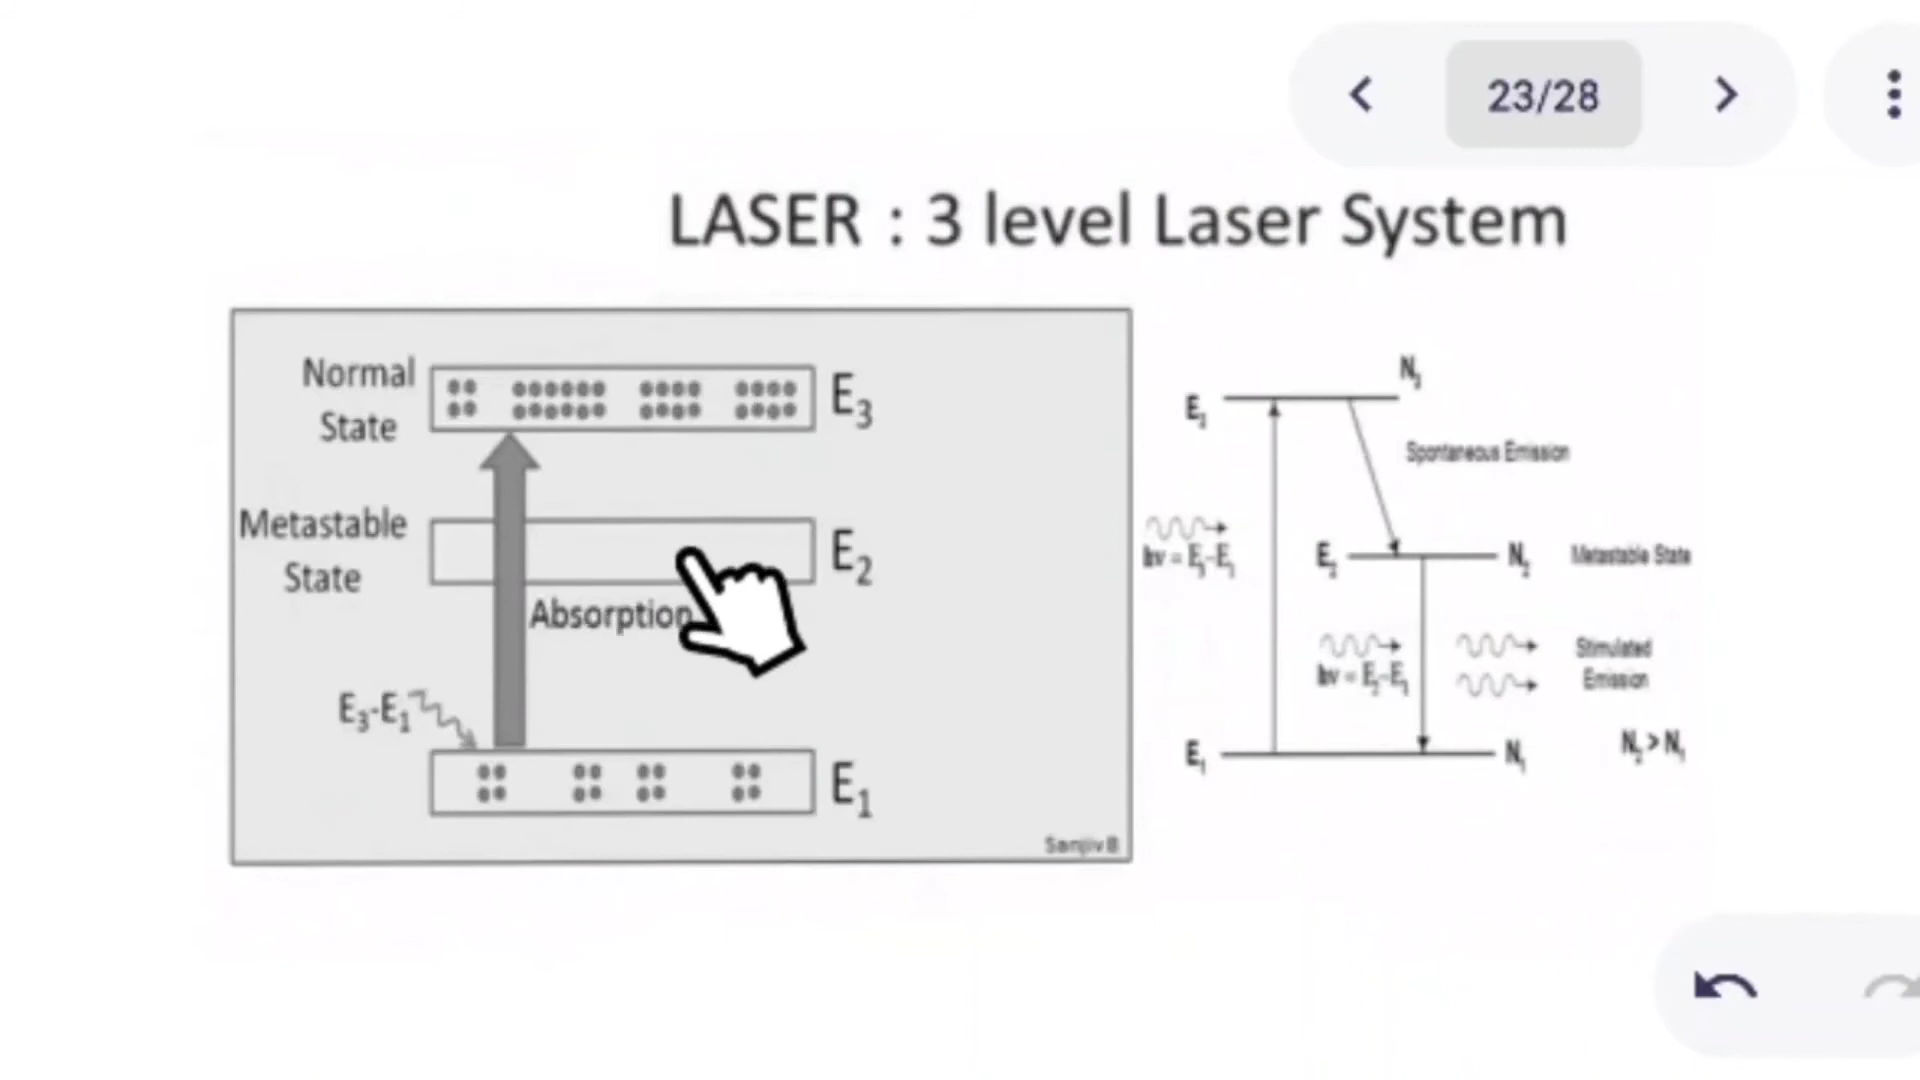 23/28
LASER : 3 level Laser System
Normal
State
E3
Metastable
State
E2
Absorption
E3-E1
E1
Sanjiv B
N3
E3
Spontaneous Emission
hν = E3-E1
E2
N2
Metastable State
hν = E2-E1
Stimulated
Emission
E1
N1
N2 > N1